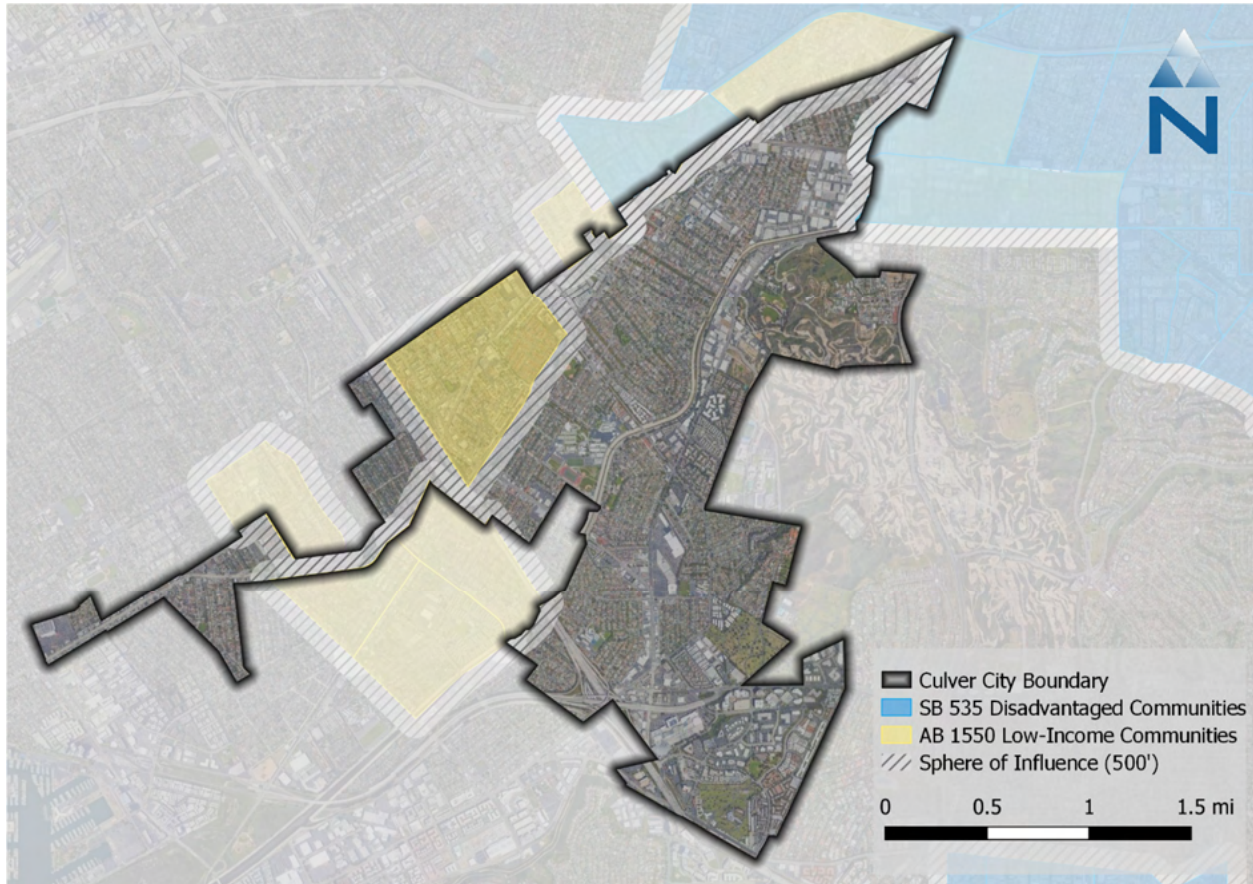 N
Culver City Boundary
SB 535 Disadvantaged Communities
AB 1550 Low-Income Communities
Sphere of Influence (500')
0 0.5 1 1.5 mi